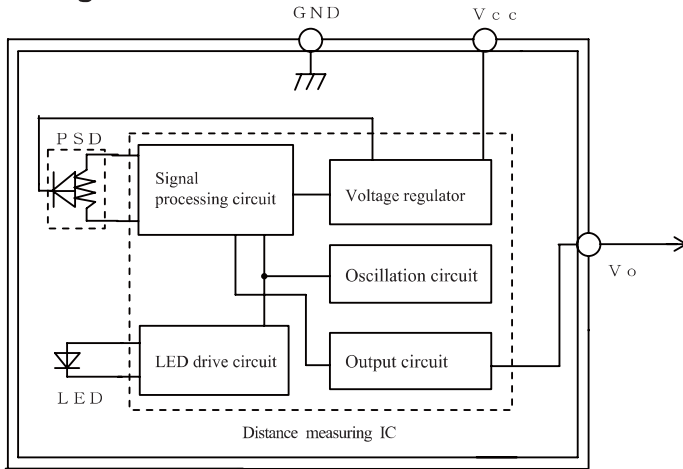 GND
Vcc
PSD
Signal
processing circuit
Voltage regulator
Oscillation circuit
Vo
LED drive circuit
Output circuit
LED
Distance measuring IC